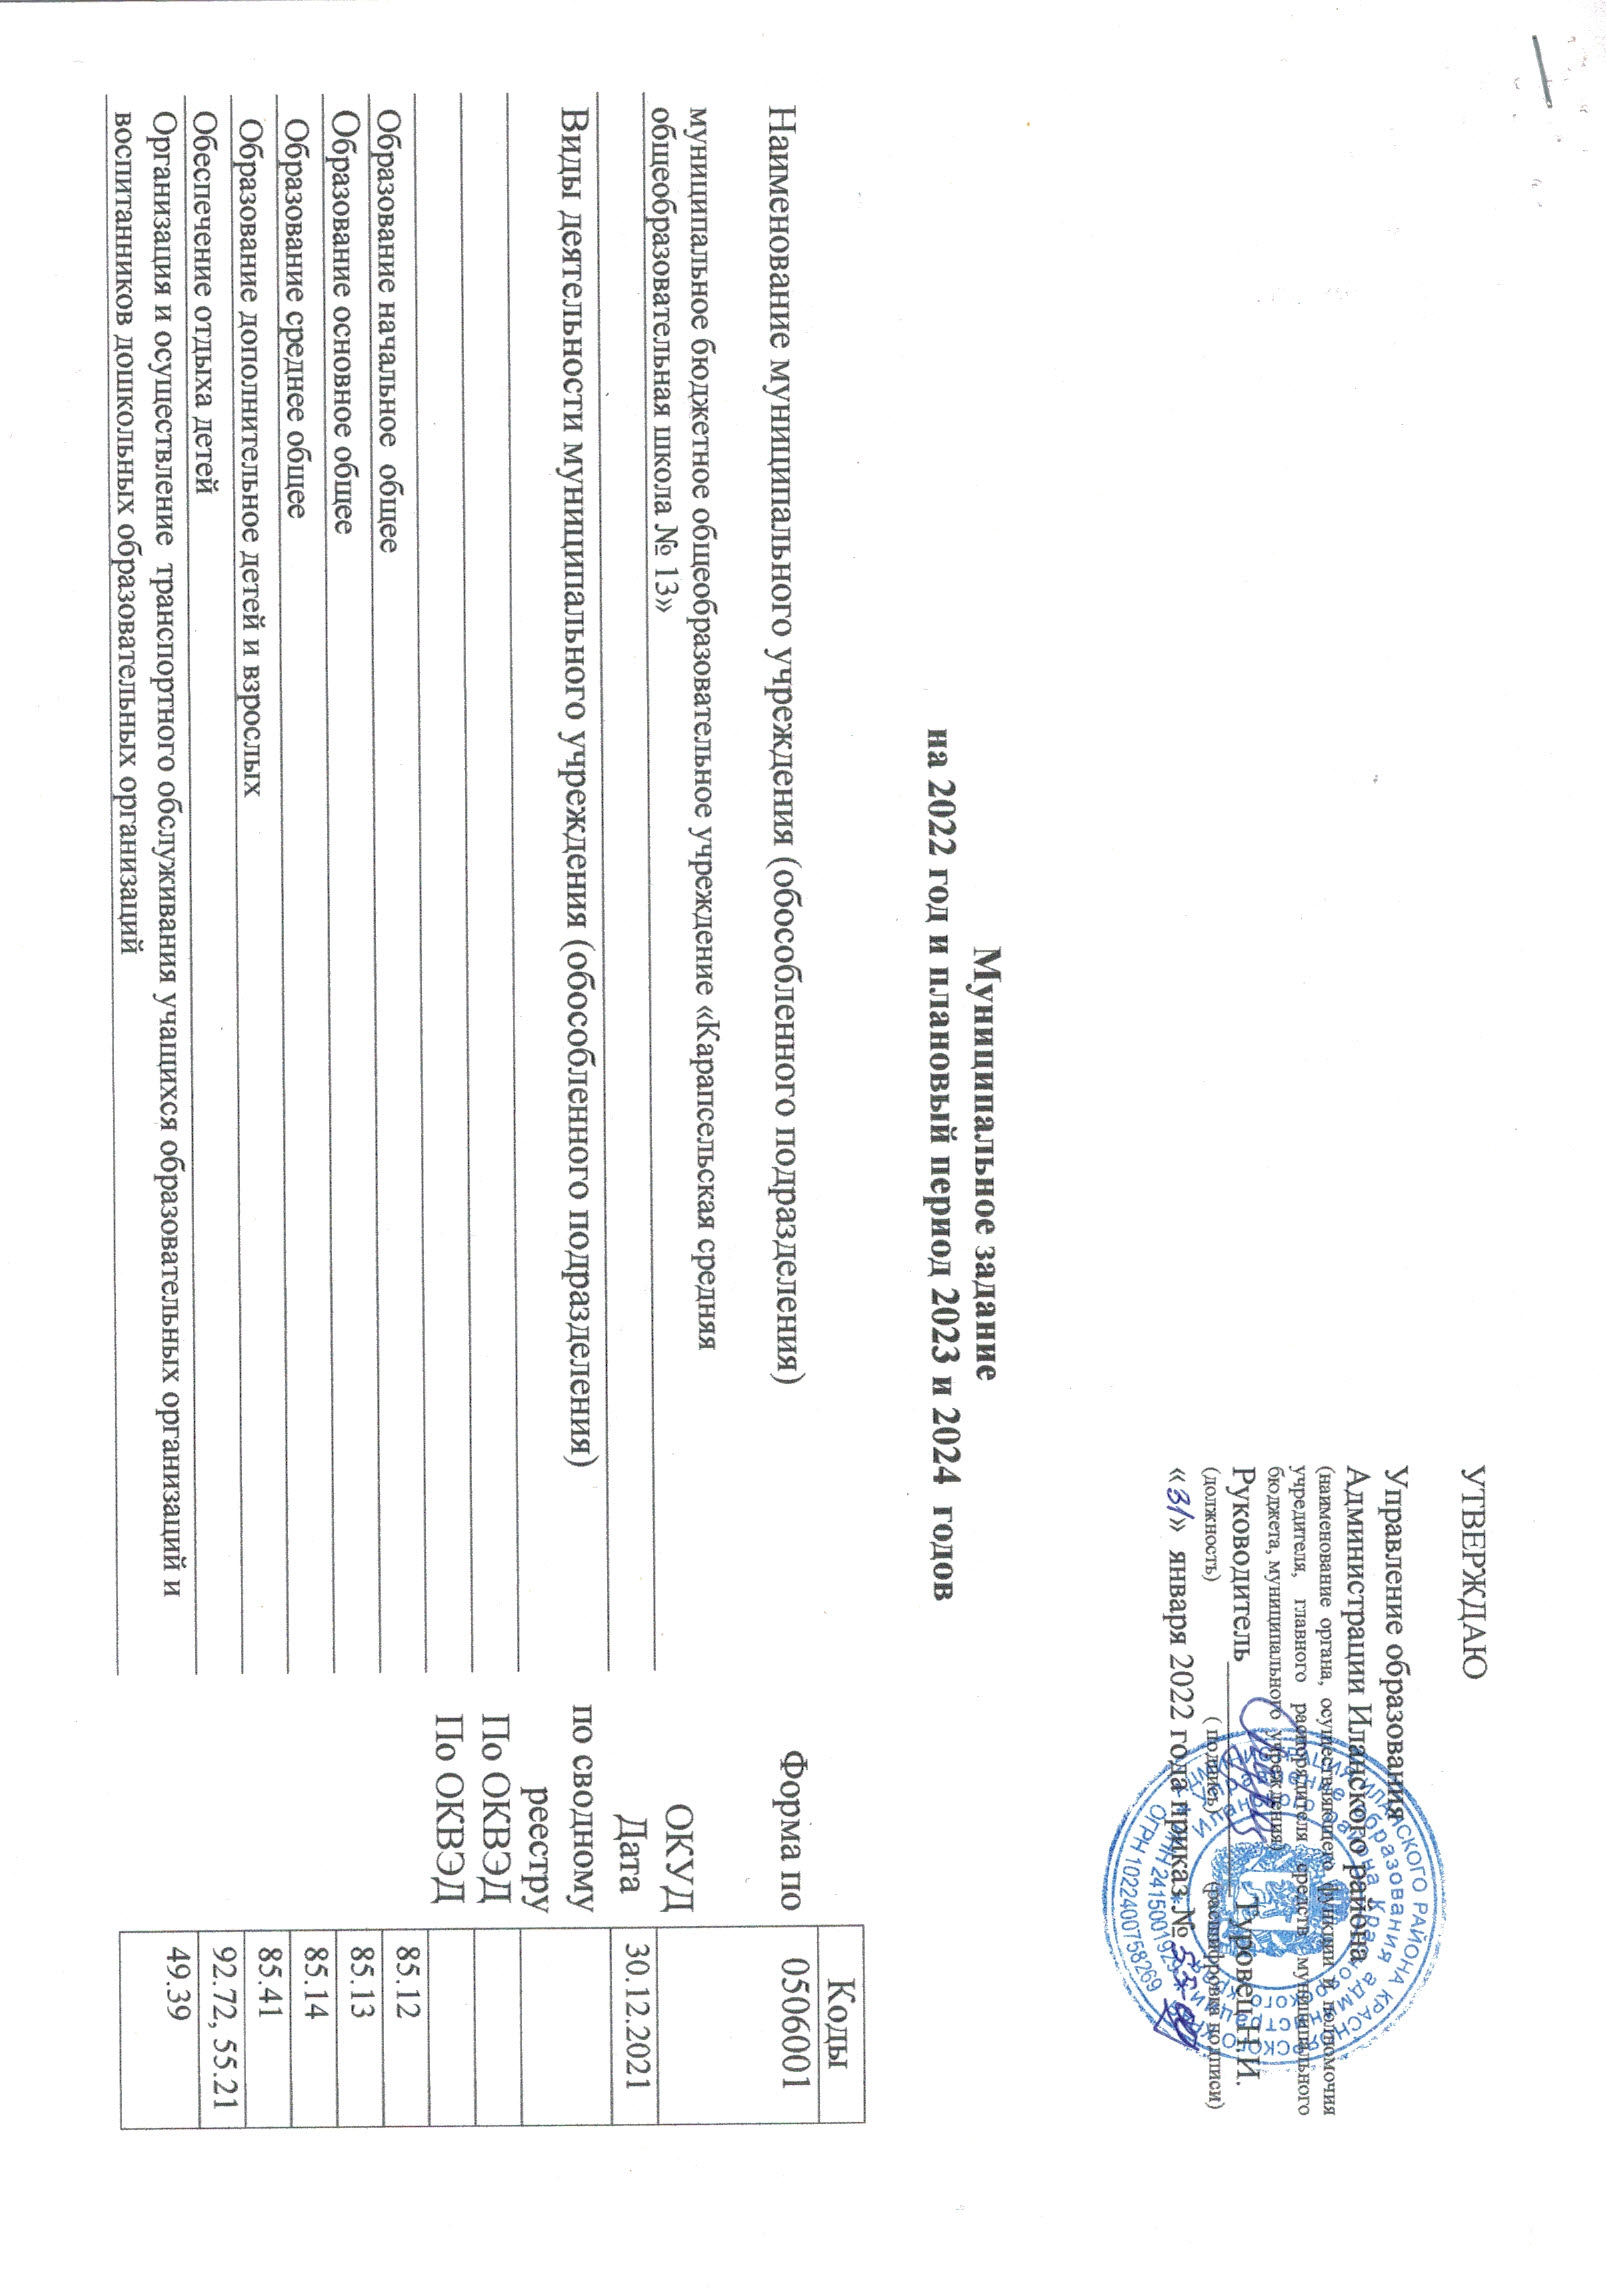 УТВЕРЖДАЮ
Управление образования
Администрации Иланского района
(наименование органа, осуществляющего функции и полномочия
учредителя, главного распорядителя средств муниципального
бюджета, муниципального учреждения)
Руководитель Туровец Н.И.
(должность) ( подпись) (расшифровка подписи)
«31» января 2022 года приказ №
ОГРН 1022400758269
Муниципальное задание
на 2022 год и плановый период 2023 и 2024 годов
Наименование муниципального учреждения (обособленного подразделения)
муниципальное бюджетное общеобразовательное учреждение «Карапсельская средняя
общеобразовательная школа № 13»
Виды деятельности муниципального учреждения (обособленного подразделения)
Образование начальное общее
Образование основное общее
Образование среднее общее
Образование дополнительное детей и взрослых
Обеспечение отдыха детей
Организация и осуществление транспортного обслуживания учащихся образовательных организаций и
воспитанников дошкольных образовательных организаций
Коды
Форма по 0506001
ОКУД
Дата 30.12.2021
по сводному
реестру
По ОКВЭД
По ОКВЭД
85.12
85.13
85.14
85.41
92.72, 55.21
49.39